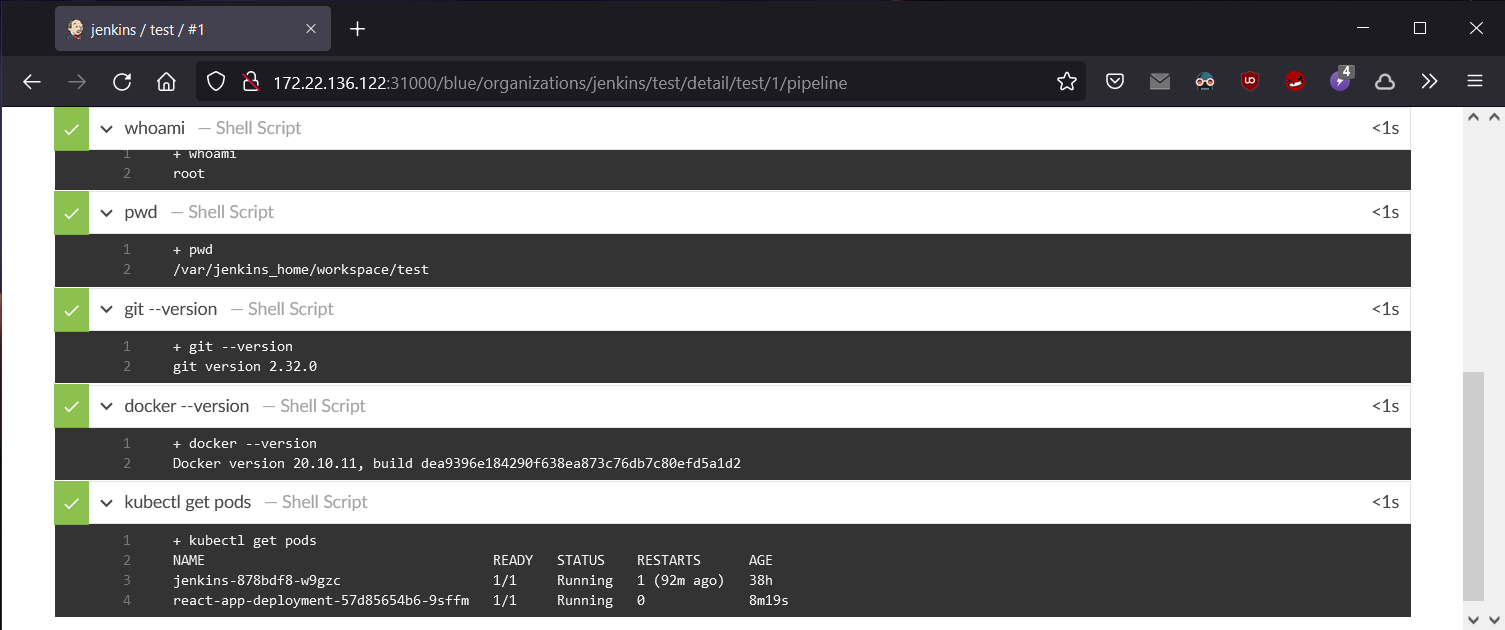 jenkins / test / #1
172.22.136.122:31000/blue/organizations/jenkins/test/detail/test/1/pipeline
4
whoami — Shell Script <1s
1 + whoami
2 root
pwd — Shell Script <1s
1 + pwd
2 /var/jenkins_home/workspace/test
git --version — Shell Script <1s
1 + git --version
2 git version 2.32.0
docker --version — Shell Script <1s
1 + docker --version
2 Docker version 20.10.11, build dea9396e184290f638ea873c76db7c80efd5a1d2
kubectl get pods — Shell Script <1s
1 + kubectl get pods
2 NAME READY STATUS RESTARTS AGE
3 jenkins-878bdf8-w9gzc 1/1 Running 1 (92m ago) 38h
4 react-app-deployment-57d85654b6-9sffm 1/1 Running 0 8m19s